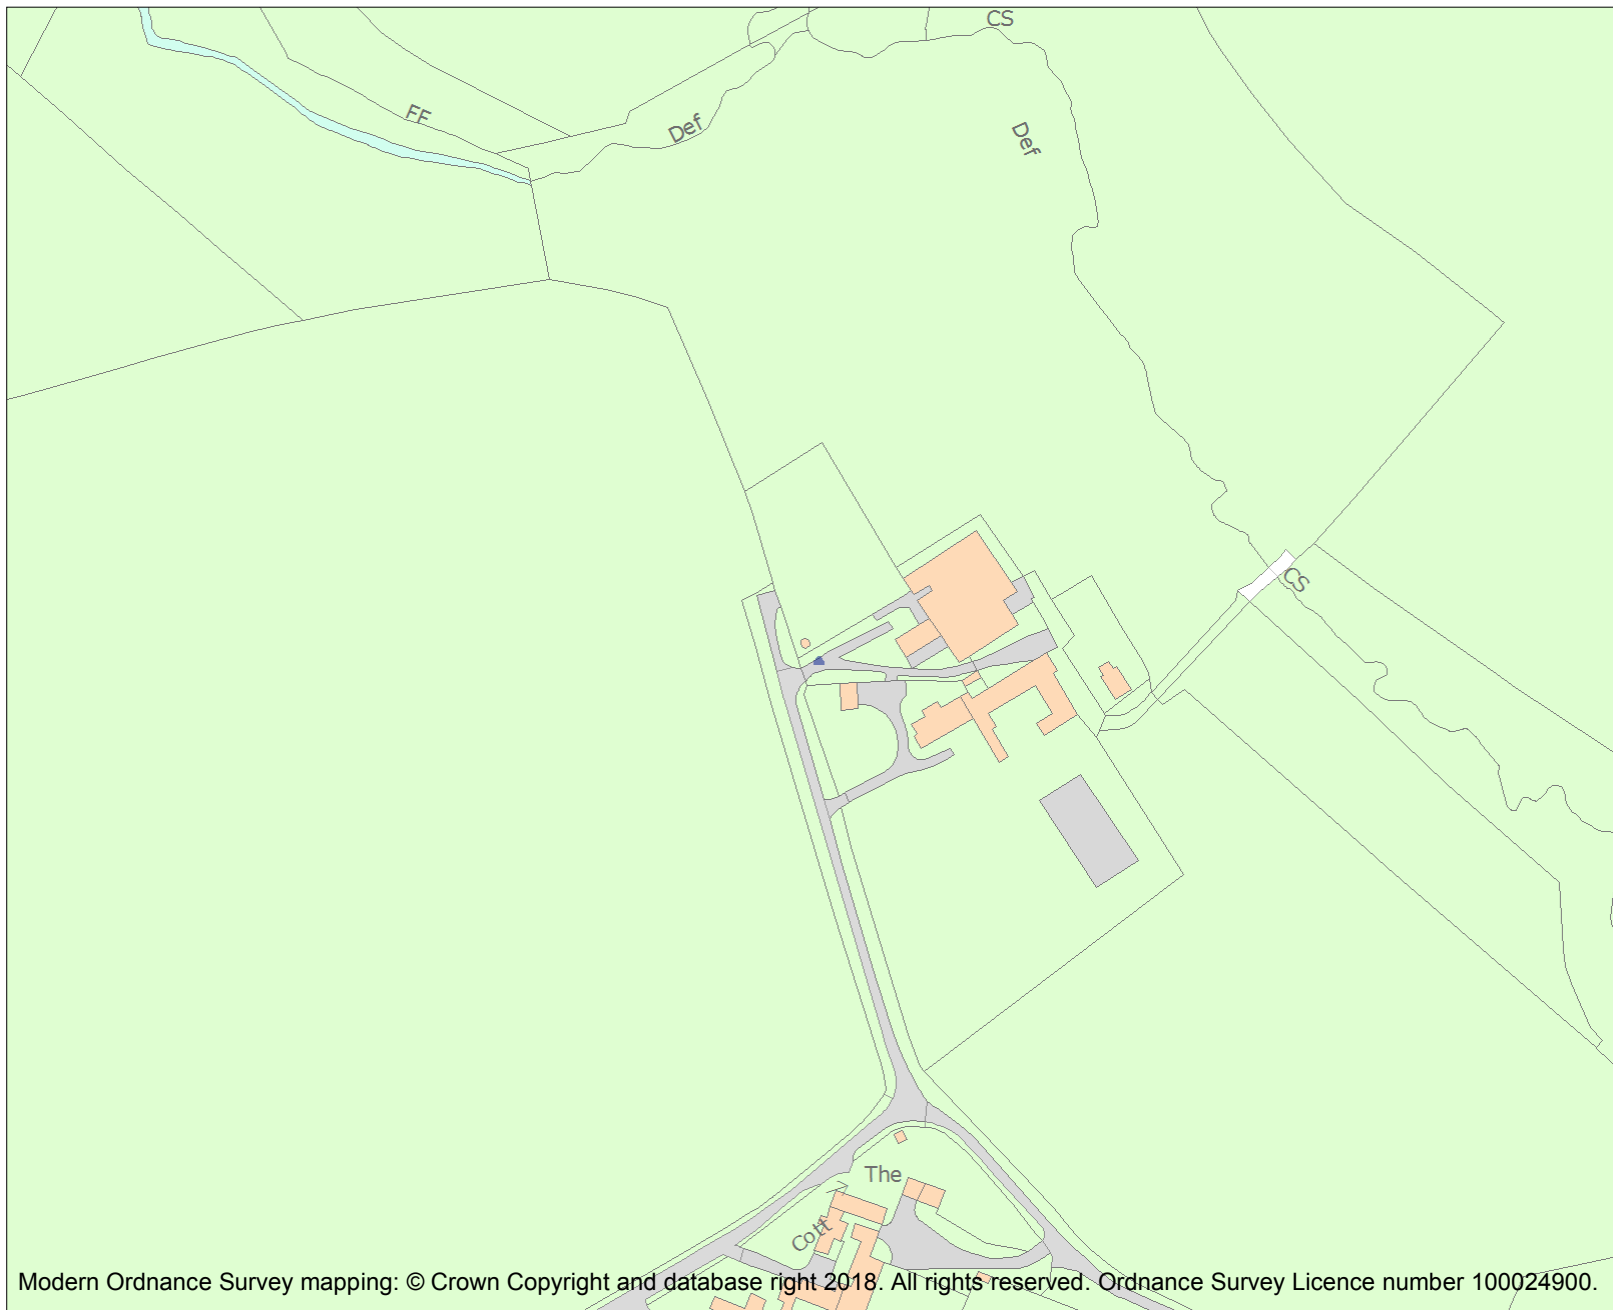 CS
FF
Def
Def
CS
The
Cott
Modern Ordnance Survey mapping: © Crown Copyright and database right 2018. All rights reserved. Ordnance Survey Licence number 100024900.